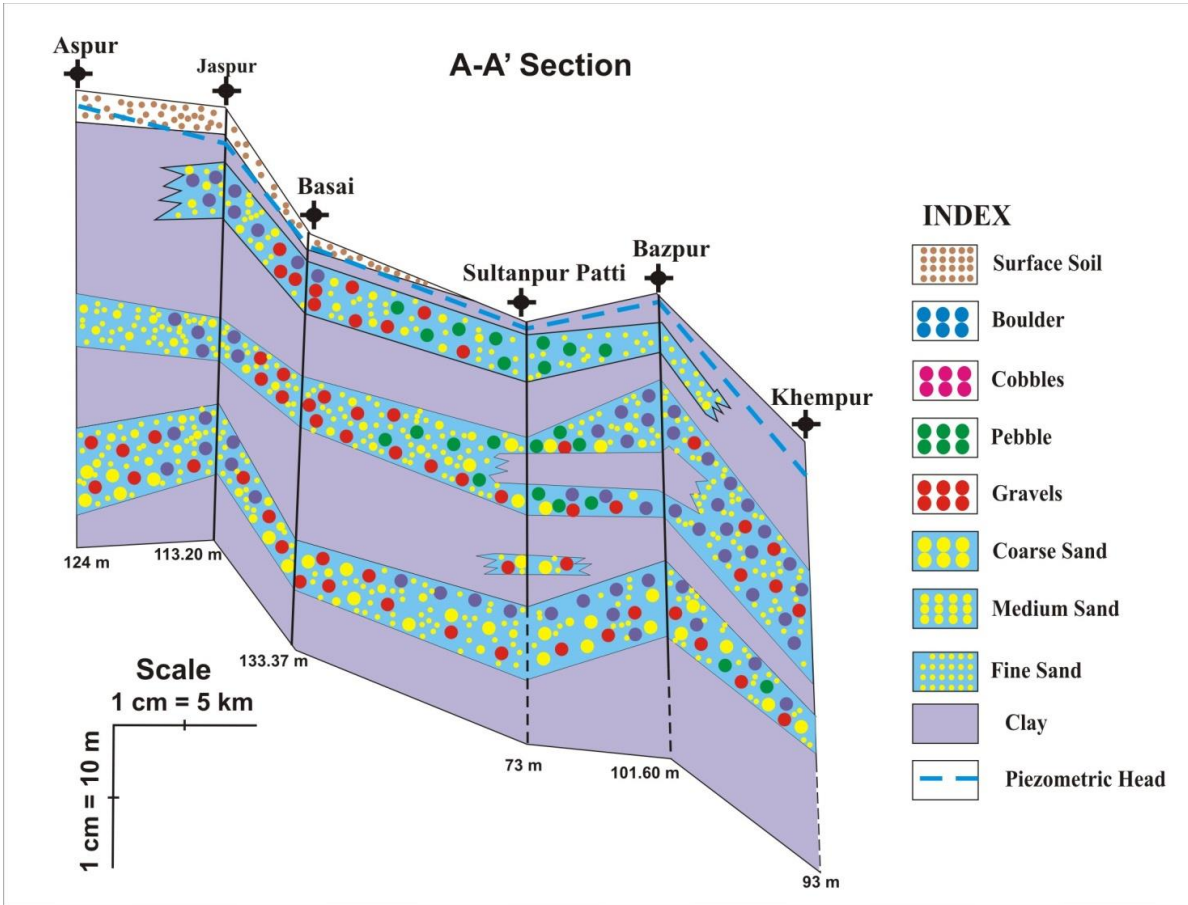 A-A' Section
Aspur
Jaspur
Basai
Sultanpur Patti
Bazpur
Khempur
124 m
113.20 m
133.37 m
73 m
101.60 m
93 m
Scale
1 cm = 5 km
1 cm = 10 m
INDEX
Surface Soil
Boulder
Cobbles
Pebble
Gravels
Coarse Sand
Medium Sand
Fine Sand
Clay
Piezometric Head